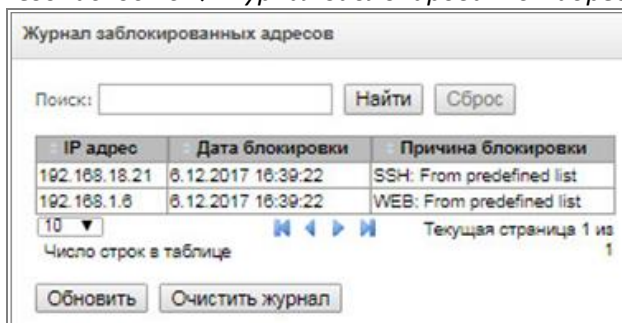 Журнал заблокированных адресов
Поиск:
Найти
Сброс
IP адрес Дата блокировки Причина блокировки
192.168.18.21 6.12.2017 16:39:22 SSH: From predefined list
192.168.1.6 6.12.2017 16:39:22 WEB: From predefined list
10
Текущая страница 1 из
1
Число строк в таблице
Обновить
Очистить журнал